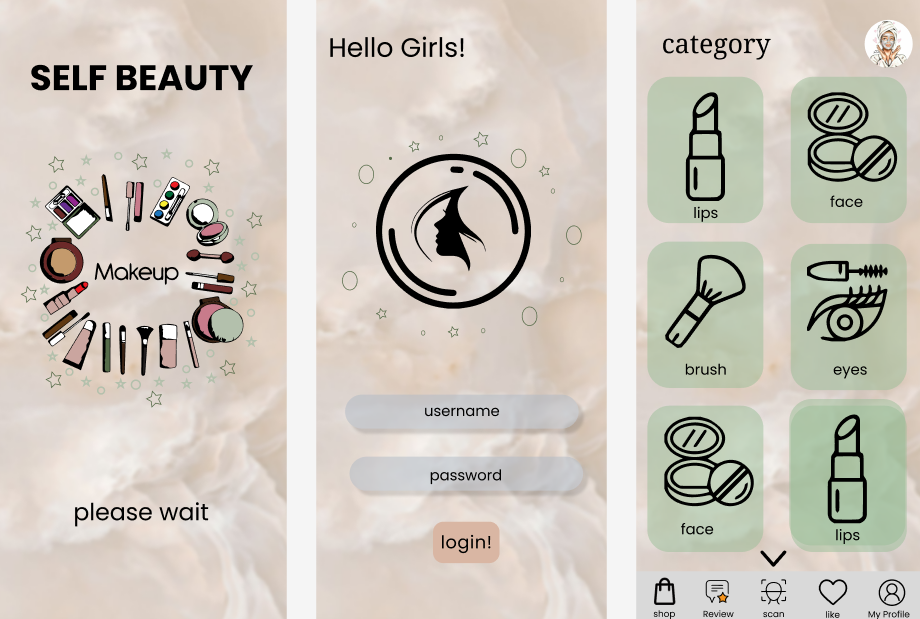 SELF BEAUTY
Makeup
please wait
Hello Girls!
username
password
login!
category
lips
face
brush
eyes
face
lips
shop
Review
scan
like
My Profile